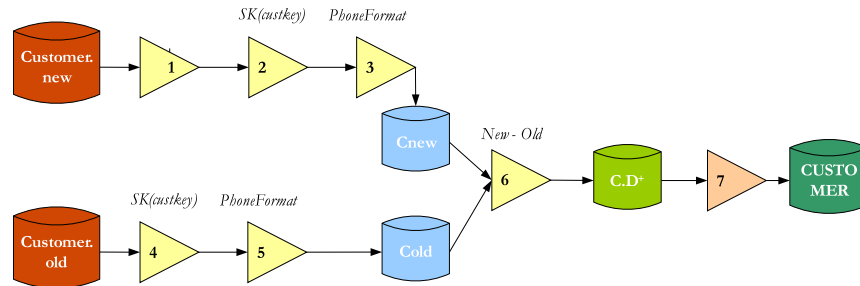 SK(custkey) PhoneFormat
Customer.
new
1
2
3
Cnew
New - Old
6
C.D+
7
CUSTO
MER
SK(custkey) PhoneFormat
Customer.
old
4
5
Cold